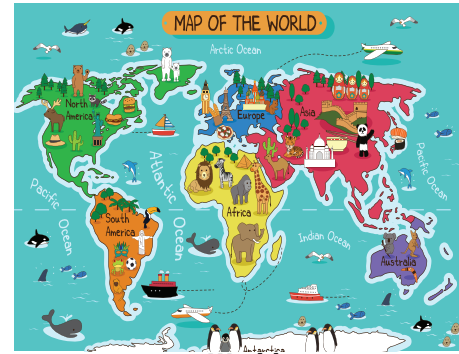 MAP OF THE WORLD
Arctic Ocean
North
America
Europe
Asia
Pacific
Ocean
Atlantic
Ocean
Pacific Ocean
South
America
Africa
Indian Ocean
Australia
Antarctica